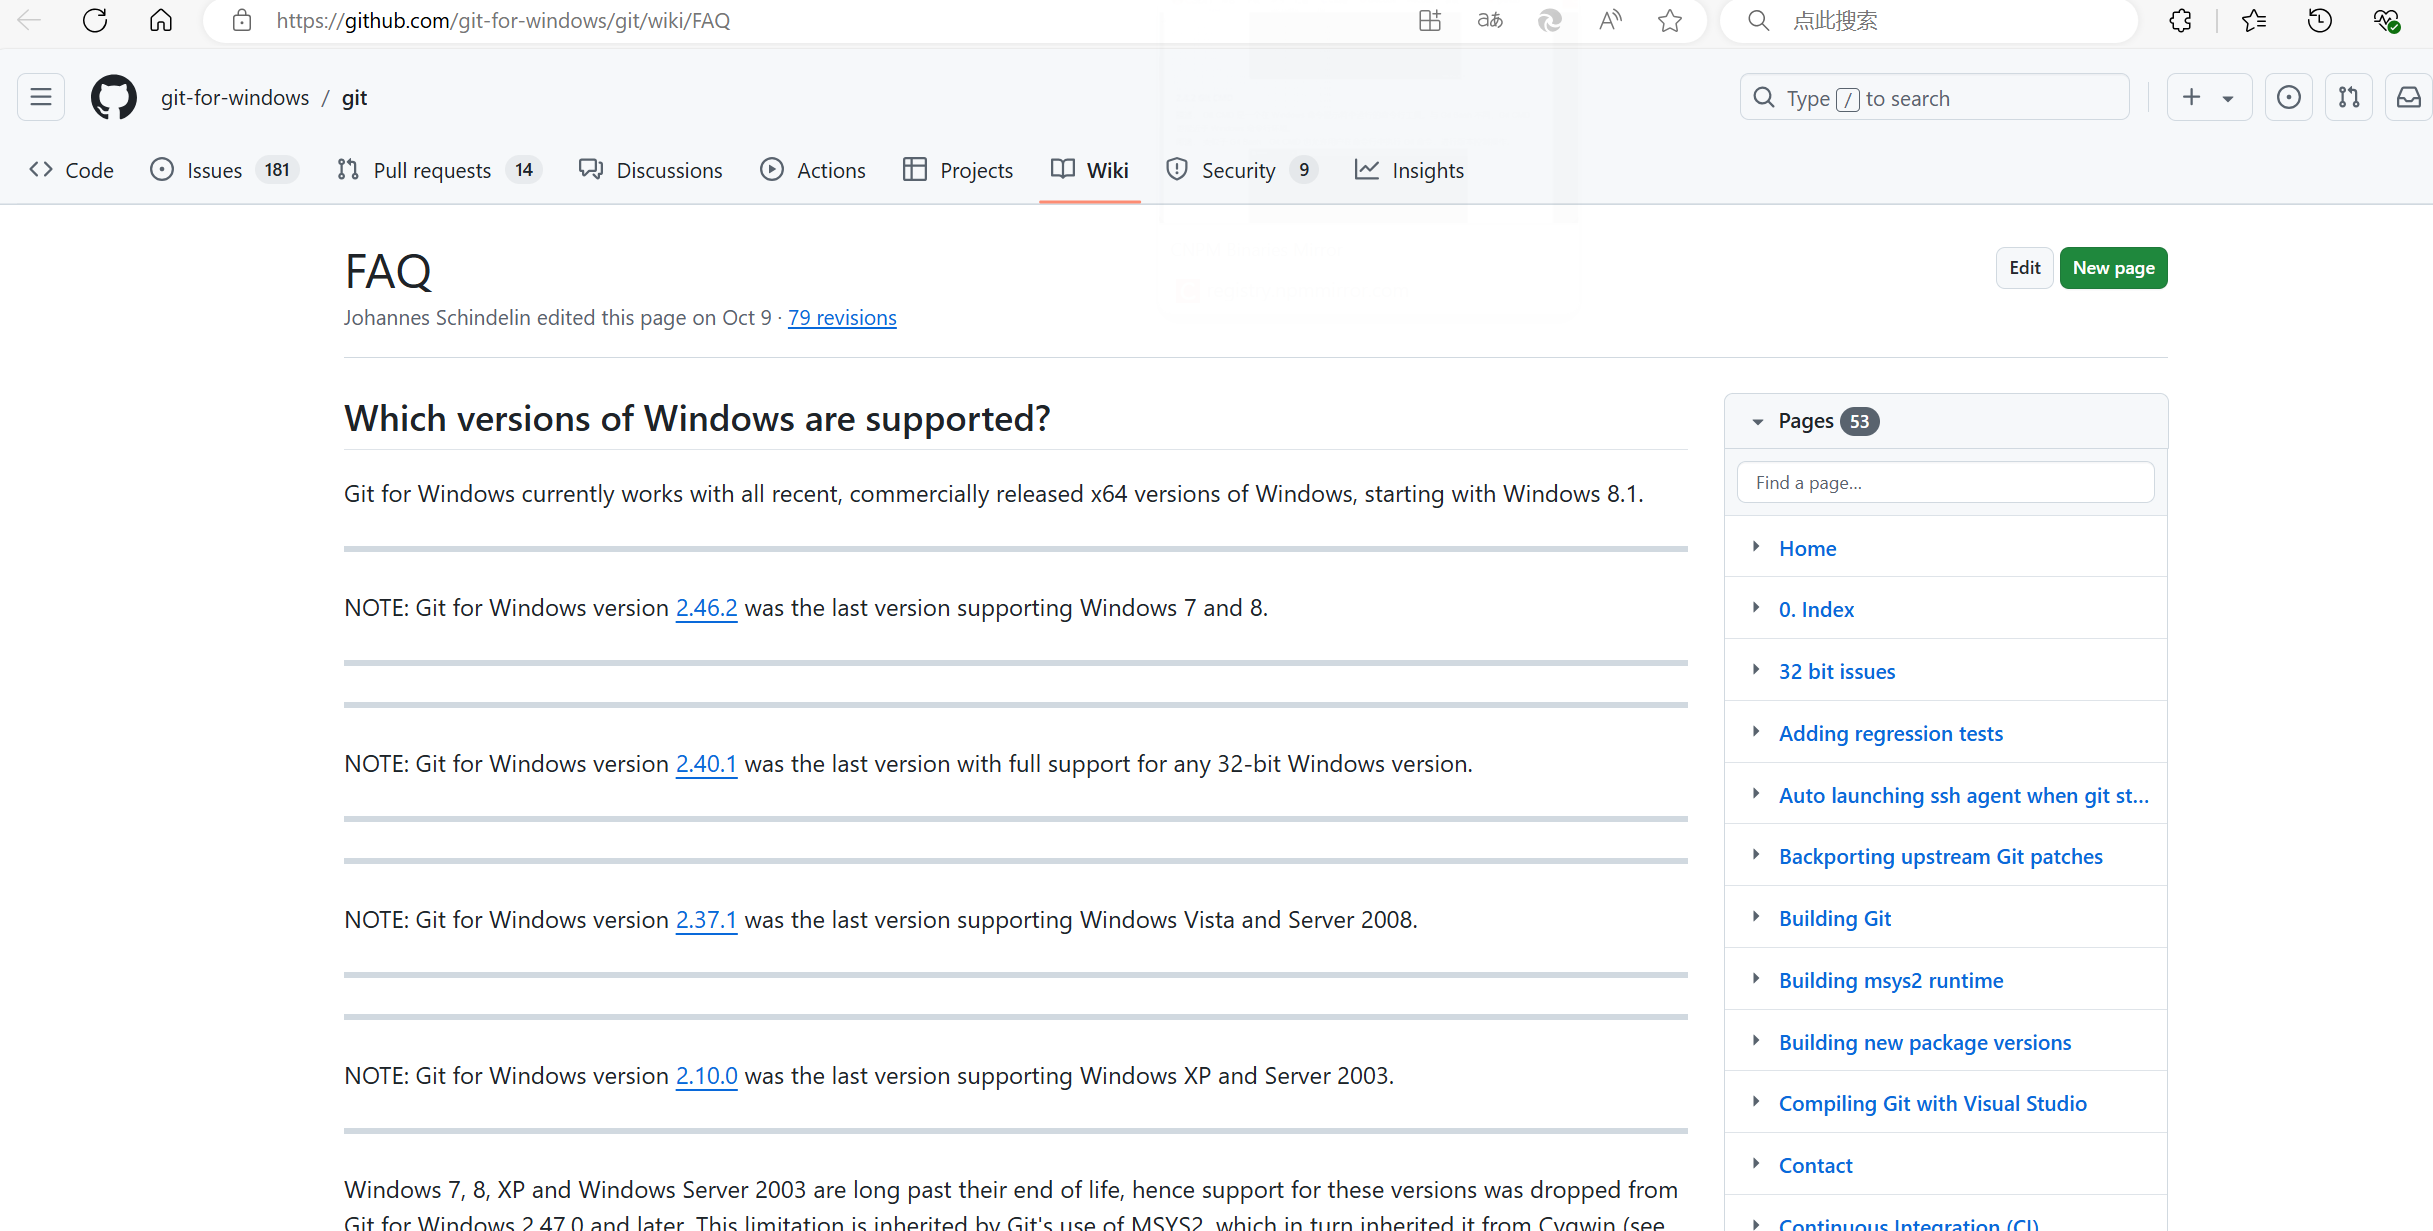 https://github.com/git-for-windows/git/wiki/FAQ
点此搜索
git-for-windows / git
Type / to search
Code
Issues 181
Pull requests 14
Discussions
Actions
Projects
Wiki
Security 9
Insights
FAQ
Edit
New page
Johannes Schindelin edited this page on Oct 9 · 79 revisions
Which versions of Windows are supported?
Git for Windows currently works with all recent, commercially released x64 versions of Windows, starting with Windows 8.1.
NOTE: Git for Windows version 2.46.2 was the last version supporting Windows 7 and 8.
NOTE: Git for Windows version 2.40.1 was the last version with full support for any 32-bit Windows version.
NOTE: Git for Windows version 2.37.1 was the last version supporting Windows Vista and Server 2008.
NOTE: Git for Windows version 2.10.0 was the last version supporting Windows XP and Server 2003.
Windows 7, 8, XP and Windows Server 2003 are long past their end of life, hence support for these versions was dropped from
Git for Windows 2.47.0 and later. This limitation is inherited by Git's use of MSYS2, which in turn inherited it from Cygwin (see
Pages 53
Find a page...
Home
0. Index
32 bit issues
Adding regression tests
Auto launching ssh agent when git st...
Backporting upstream Git patches
Building Git
Building msys2 runtime
Building new package versions
Compiling Git with Visual Studio
Contact
Continuous Integration (CI)